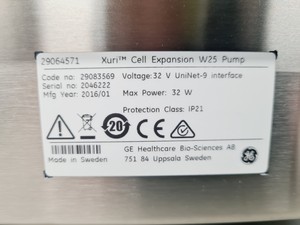 29064571 Xuri™ Cell Expansion W25 Pump
Code no: 29083569 Voltage: 32 V UniNet-9 interface
Serial no: 2046222
Mfg Year: 2016/01 Max Power: 32 W
Protection Class: IP21
20
Made in Sweden GE Healthcare Bio-Sciences AB
751 84 Uppsala Sweden